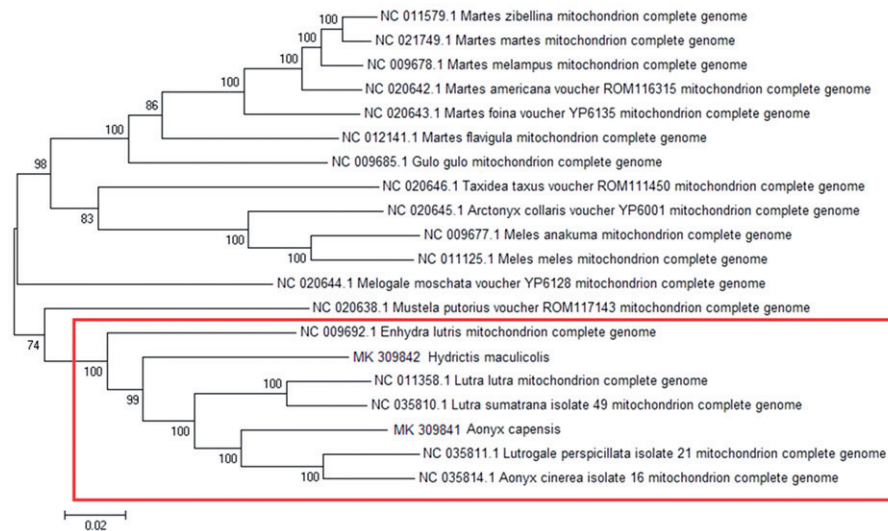 NC 011579.1 Martes zibellina mitochondrion complete genome
100
NC 021749.1 Martes martes mitochondrion complete genome
100
NC 009678.1 Martes melampus mitochondrion complete genome
100
NC 020642.1 Martes americana voucher ROM116315 mitochondrion complete genome
100
NC 020643.1 Martes foina voucher YP6135 mitochondrion complete genome
86
NC 012141.1 Martes flavigula mitochondrion complete genome
100
NC 009685.1 Gulo gulo mitochondrion complete genome
98
NC 020646.1 Taxidea taxus voucher ROM111450 mitochondrion complete genome
83
NC 020645.1 Arctonyx collaris voucher YP6001 mitochondrion complete genome
100
NC 009677.1 Meles anakuma mitochondrion complete genome
100
NC 011125.1 Meles meles mitochondrion complete genome
NC 020644.1 Melogale moschata voucher YP6128 mitochondrion complete genome
NC 020638.1 Mustela putorius voucher ROM117143 mitochondrion complete genome
74
NC 009692.1 Enhydra lutris mitochondrion complete genome
100
MK 309842 Hydrictis maculicolis
99
NC 011358.1 Lutra lutra mitochondrion complete genome
100
NC 035810.1 Lutra sumatrana isolate 49 mitochondrion complete genome
100
MK 309841 Aonyx capensis
100
NC 035811.1 Lutrogale perspicillata isolate 21 mitochondrion complete genome
100
NC 035814.1 Aonyx cinerea isolate 16 mitochondrion complete genome
0.02